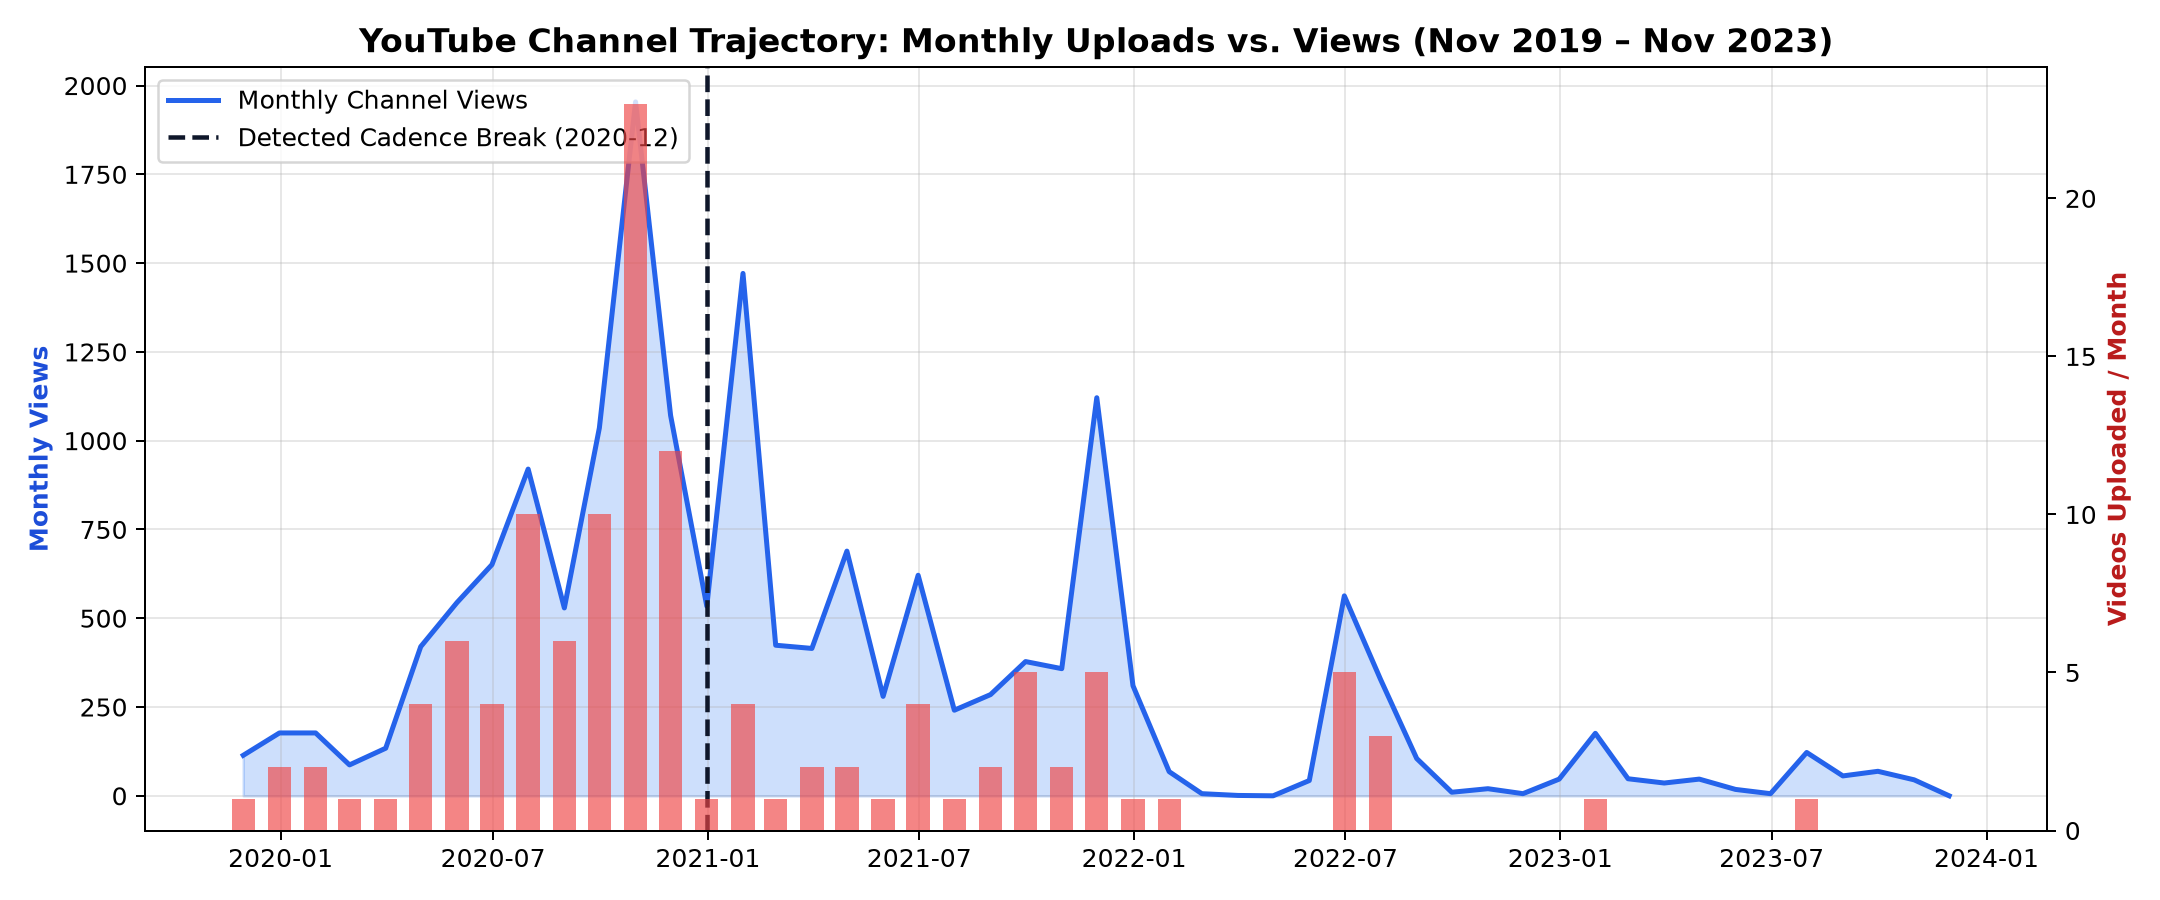 YouTube Channel Trajectory: Monthly Uploads vs. Views (Nov 2019 – Nov 2023)
Monthly Channel Views
Detected Cadence Break (2020-12)
Monthly Views
2000
1750
1500
1250
1000
750
500
250
0
Videos Uploaded / Month
20
15
10
5
0
2020-01 2020-07 2021-01 2021-07 2022-01 2022-07 2023-01 2023-07 2024-01